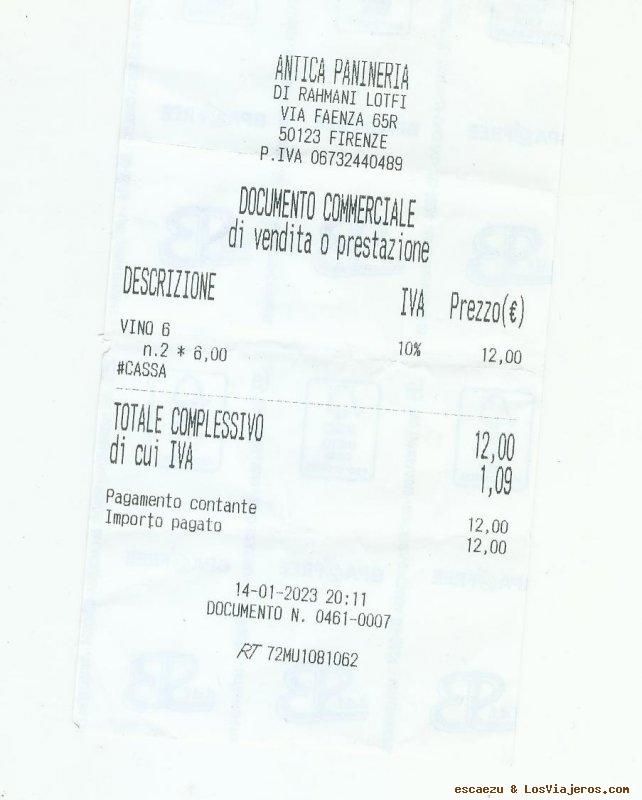 ANTICA PANINERIA
DI RAHMANI LOTFI
VIA FAENZA 65R
50123 FIRENZE
P.IVA 06732440489
DOCUMENTO COMMERCIALE
di vendita o prestazione
DESCRIZIONE IVA Prezzo(€)
VINO 6
n.2 * 6,00 10% 12,00
#CASSA
TOTALE COMPLESSIVO 12,00
di cui IVA 1,09
Pagamento contante 12,00
Importo pagato 12,00
14-01-2023 20:11
DOCUMENTO N. 0461-0007
RT 72MU1081062
escaezu & LosViajeros.com